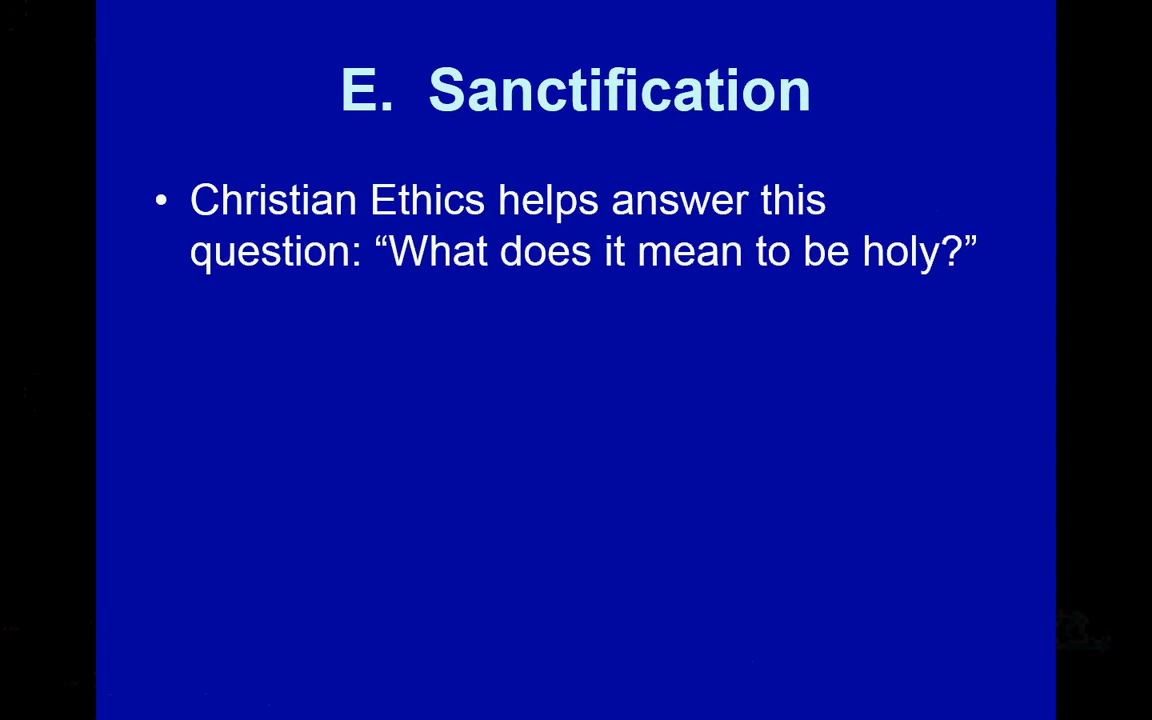 E. Sanctification
• Christian Ethics helps answer this
question: “What does it mean to be holy?”